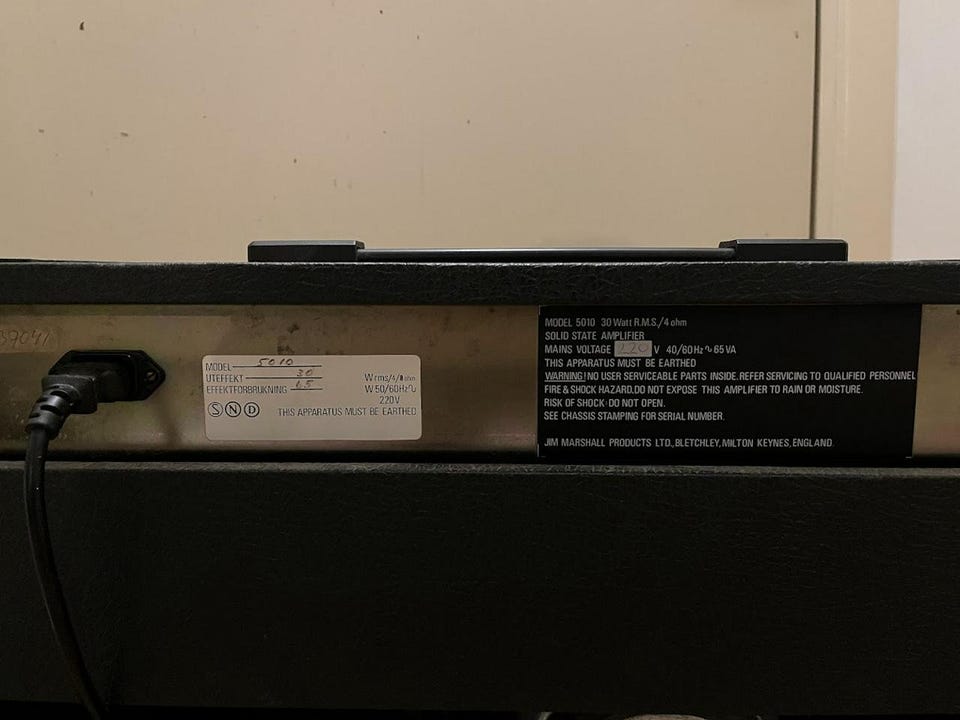 MODEL 5010
UTEFFEKT 30 W rms/4/ ohm
EFFEKTFÖRBRUKNING 65 W 50/60Hz∿
220V
S N D THIS APPARATUS MUST BE EARTHED
MODEL 5010 30 Watt R.M.S./4 ohm
SOLID STATE AMPLIFIER
MAINS VOLTAGE 220 V 40/60Hz∿65VA
THIS APPARATUS MUST BE EARTHED
WARNING! NO USER SERVICEABLE PARTS INSIDE. REFER SERVICING TO QUALIFIED PERSONNEL
FIRE & SHOCK HAZARD. DO NOT EXPOSE THIS AMPLIFIER TO RAIN OR MOISTURE.
RISK OF SHOCK·DO NOT OPEN.
SEE CHASSIS STAMPING FOR SERIAL NUMBER.
JIM MARSHALL PRODUCTS LTD., BLETCHLEY, MILTON KEYNES, ENGLAND